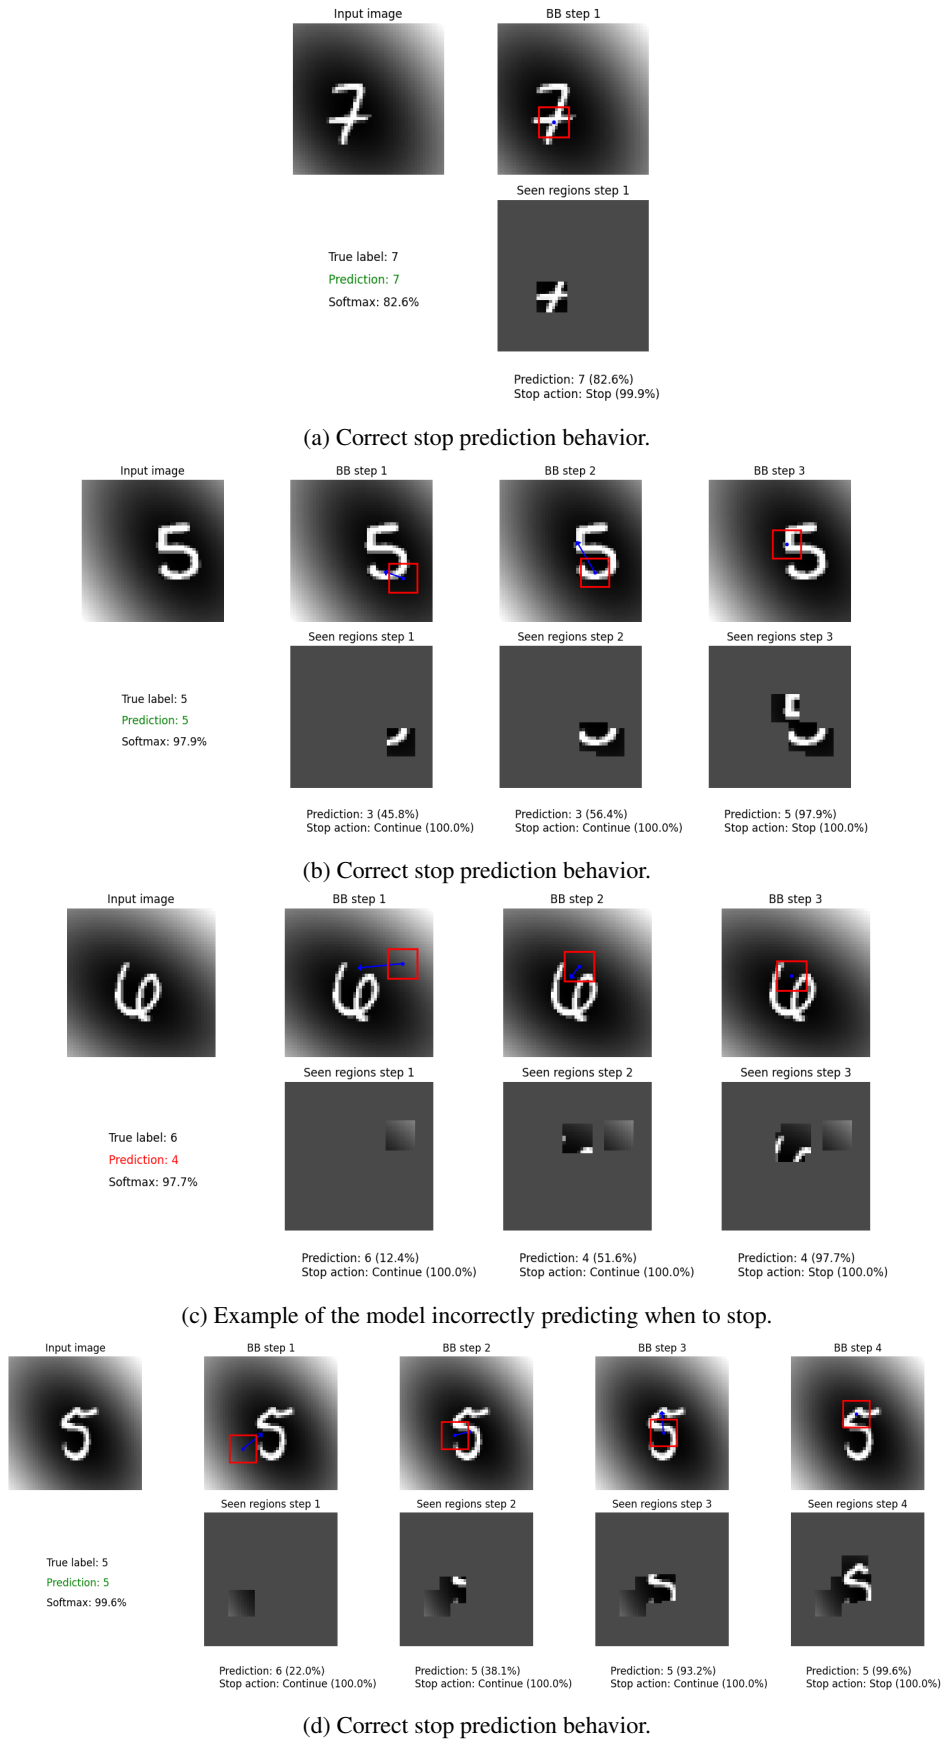 Input image
BB step 1
Seen regions step 1
True label: 7
Prediction: 7
Softmax: 82.6%
Prediction: 7 (82.6%)
Stop action: Stop (99.9%)
(a) Correct stop prediction behavior.
Input image
BB step 1
BB step 2
BB step 3
Seen regions step 1
Seen regions step 2
Seen regions step 3
True label: 5
Prediction: 5
Softmax: 97.9%
Prediction: 3 (45.8%)
Stop action: Continue (100.0%)
Prediction: 3 (56.4%)
Stop action: Continue (100.0%)
Prediction: 5 (97.9%)
Stop action: Stop (100.0%)
(b) Correct stop prediction behavior.
Input image
BB step 1
BB step 2
BB step 3
Seen regions step 1
Seen regions step 2
Seen regions step 3
True label: 6
Prediction: 4
Softmax: 97.7%
Prediction: 6 (12.4%)
Stop action: Continue (100.0%)
Prediction: 4 (51.6%)
Stop action: Continue (100.0%)
Prediction: 4 (97.7%)
Stop action: Stop (100.0%)
(c) Example of the model incorrectly predicting when to stop.
Input image
BB step 1
BB step 2
BB step 3
BB step 4
Seen regions step 1
Seen regions step 2
Seen regions step 3
Seen regions step 4
True label: 5
Prediction: 5
Softmax: 99.6%
Prediction: 6 (22.0%)
Stop action: Continue (100.0%)
Prediction: 5 (38.1%)
Stop action: Continue (100.0%)
Prediction: 5 (93.2%)
Stop action: Continue (100.0%)
Prediction: 5 (99.6%)
Stop action: Stop (100.0%)
(d) Correct stop prediction behavior.